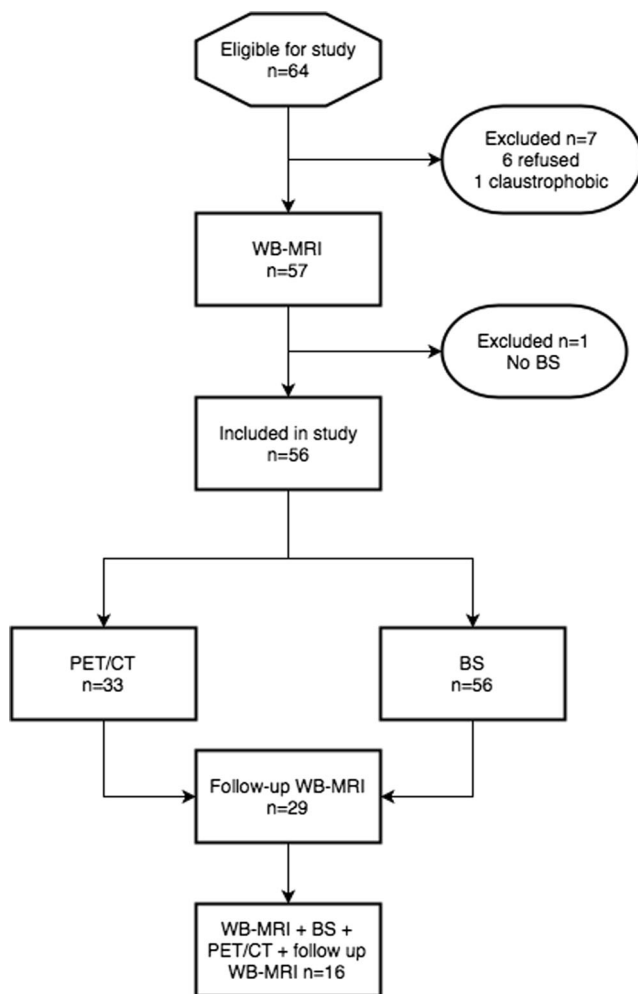 Eligible for study
n=64
Excluded n=7
6 refused
1 claustrophobic
WB-MRI
n=57
Excluded n=1
No BS
Included in study
n=56
PET/CT
n=33
BS
n=56
Follow-up WB-MRI
n=29
WB-MRI + BS +
PET/CT + follow up
WB-MRI n=16